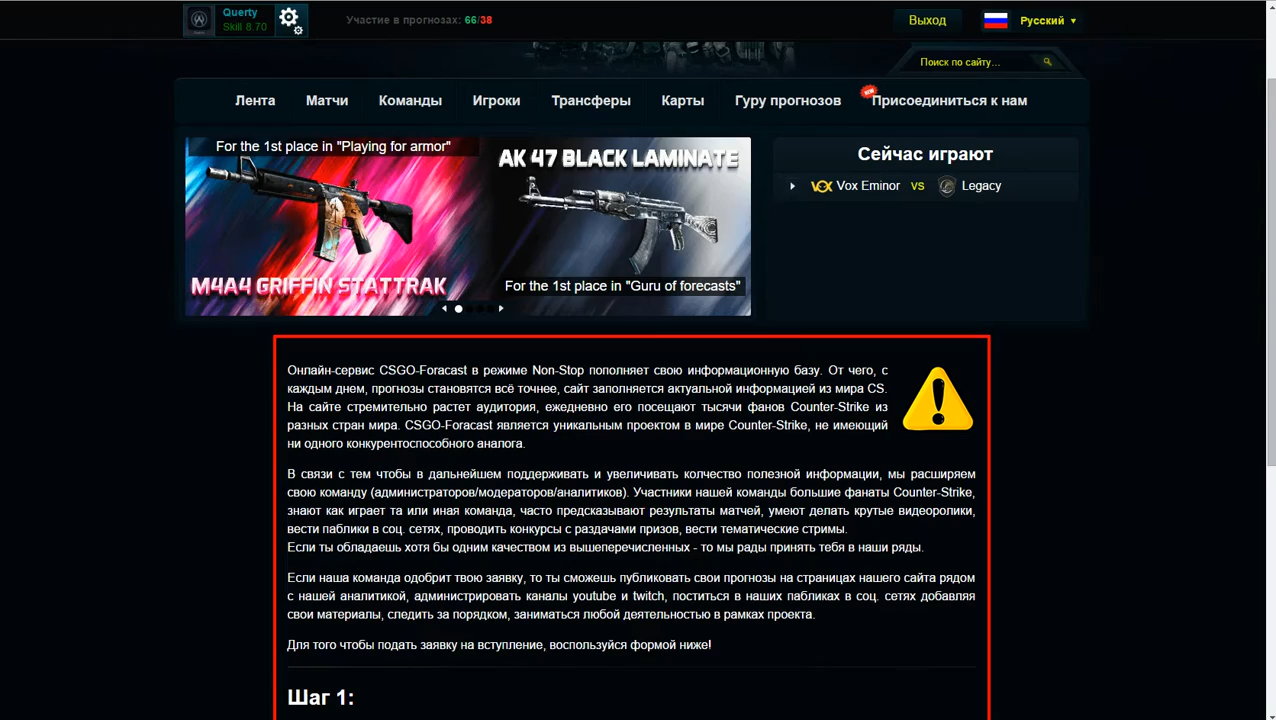 Querty
Skill 8.70
Участие в прогнозах: 66/38
Выход
Русский
Поиск по сайту...
Лента Матчи Команды Игроки Трансферы Карты Гуру прогнозов NEW Присоединиться к нам
For the 1st place in "Playing for armor"
M4A4 GRIFFIN STATTRAK
AK 47 BLACK LAMINATE
For the 1st place in "Guru of forecasts"
Сейчас играют
VOX Vox Eminor vs Legacy
Онлайн-сервис CSGO-Foracast в режиме Non-Stop пополняет свою информационную базу. От чего, с
каждым днем, прогнозы становятся всё точнее, сайт заполняется актуальной информацией из мира CS.
На сайте стремительно растет аудитория, ежедневно его посещают тысячи фанов Counter-Strike из
разных стран мира. CSGO-Foracast является уникальным проектом в мире Counter-Strike, не имеющий
ни одного конкурентоспособного аналога.
В связи с тем чтобы в дальнейшем поддерживать и увеличивать колчество полезной информации, мы расширяем
свою команду (администраторов/модераторов/аналитиков). Участники нашей команды большие фанаты Counter-Strike,
знают как играет та или иная команда, часто предсказывают результаты матчей, умеют делать крутые видеоролики,
вести паблики в соц. сетях, проводить конкурсы с раздачами призов, вести тематические стримы.
Если ты обладаешь хотя бы одним качеством из вышеперечисленных - то мы рады принять тебя в наши ряды.
Если наша команда одобрит твою заявку, то ты сможешь публиковать свои прогнозы на страницах нашего сайта рядом
с нашей аналитикой, администрировать каналы youtube и twitch, поститься в наших пабликах в соц. сетях добавляя
свои материалы, следить за порядком, заниматься любой деятельностью в рамках проекта.
Для того чтобы подать заявку на вступление, воспользуйся формой ниже!
Шаг 1: